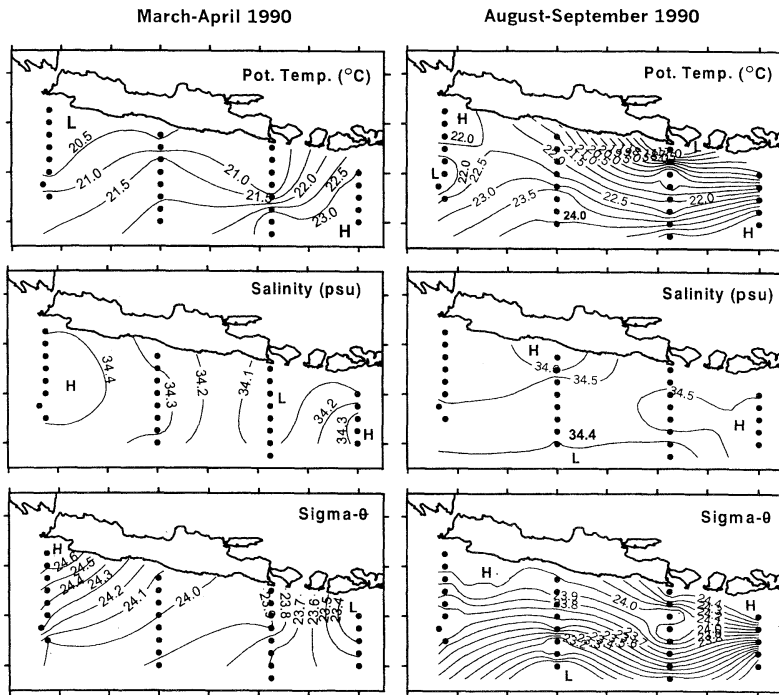 March-April 1990
August-September 1990
Pot. Temp. (°C)
L
20.5
21.0
21.5
21.0
21.5
22.0
22.5
23.0
H
Pot. Temp. (°C)
H
22.0
L
22.0
22.5
23.0
23.5
24.0
22.5
22.0
L
H
Salinity (psu)
34.4
H
34.3
34.2
34.1
L
34.2
34.3
H
Salinity (psu)
H
34.5
34.5
H
34.4
L
Sigma-θ
H
24.6
24.5
24.4
24.3
24.2
24.1
24.0
23.8
23.7
23.6
23.5
23.4
L
Sigma-θ
H
23.9
23.8
24.0
H
24.4
24.3
L